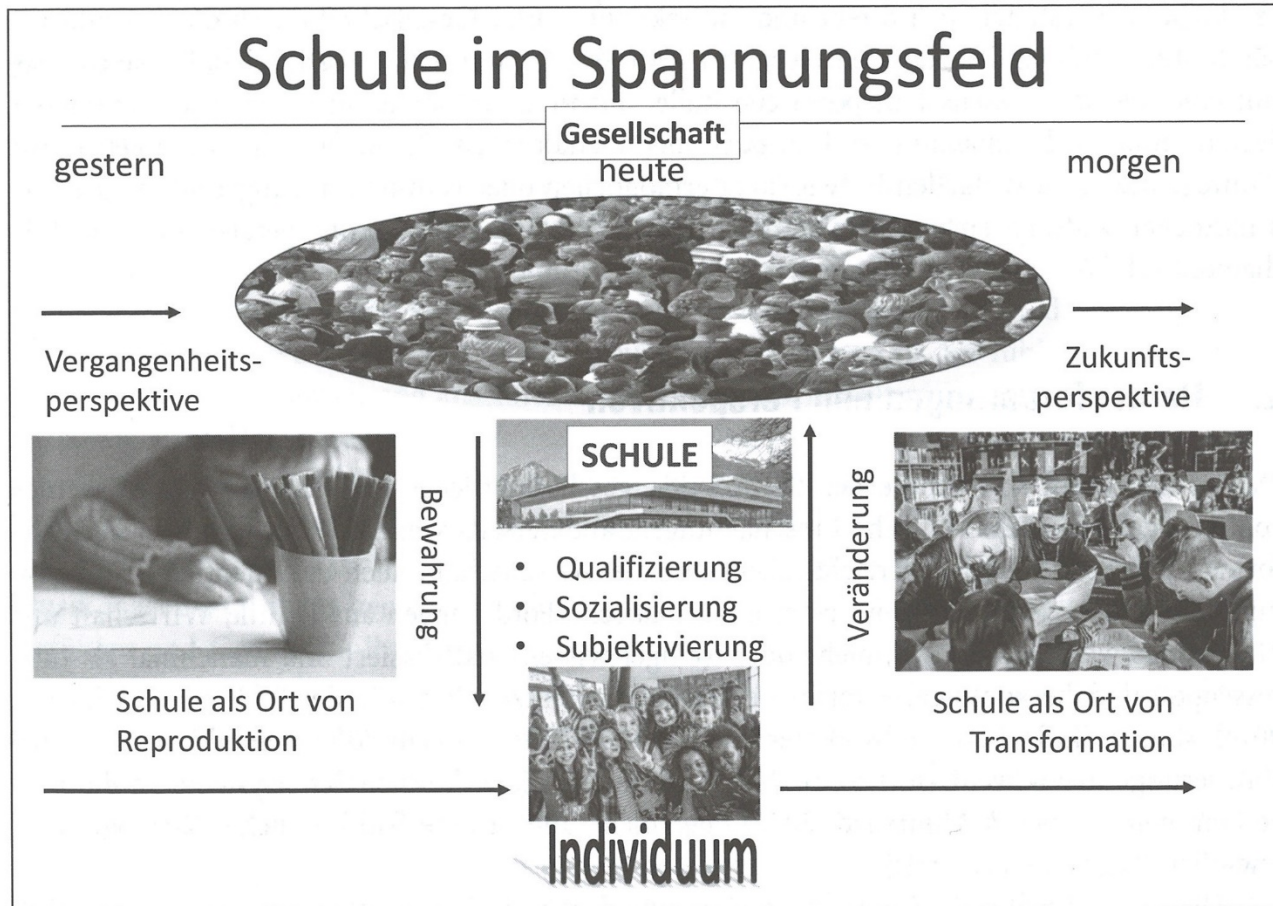 Schule im Spannungsfeld
Gesellschaft
gestern
heute
morgen
Vergangenheits-
perspektive
Zukunfts-
perspektive
Bewahrung
SCHULE
• Qualifizierung
• Sozialisierung
• Subjektivierung
Veränderung
Schule als Ort von
Reproduktion
Schule als Ort von
Transformation
Individuum